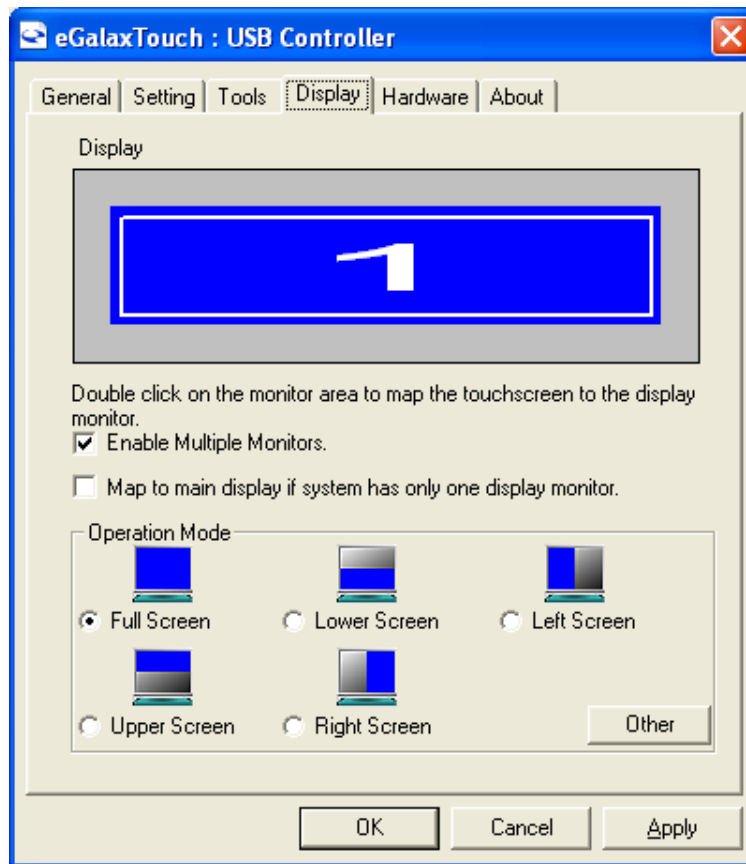 eGalaxTouch : USB Controller
General Setting Tools Display Hardware About
Display
1
Double click on the monitor area to map the touchscreen to the display
monitor.
Enable Multiple Monitors.
Map to main display if system has only one display monitor.
Operation Mode
Full Screen Lower Screen Left Screen
Upper Screen Right Screen Other
OK Cancel Apply